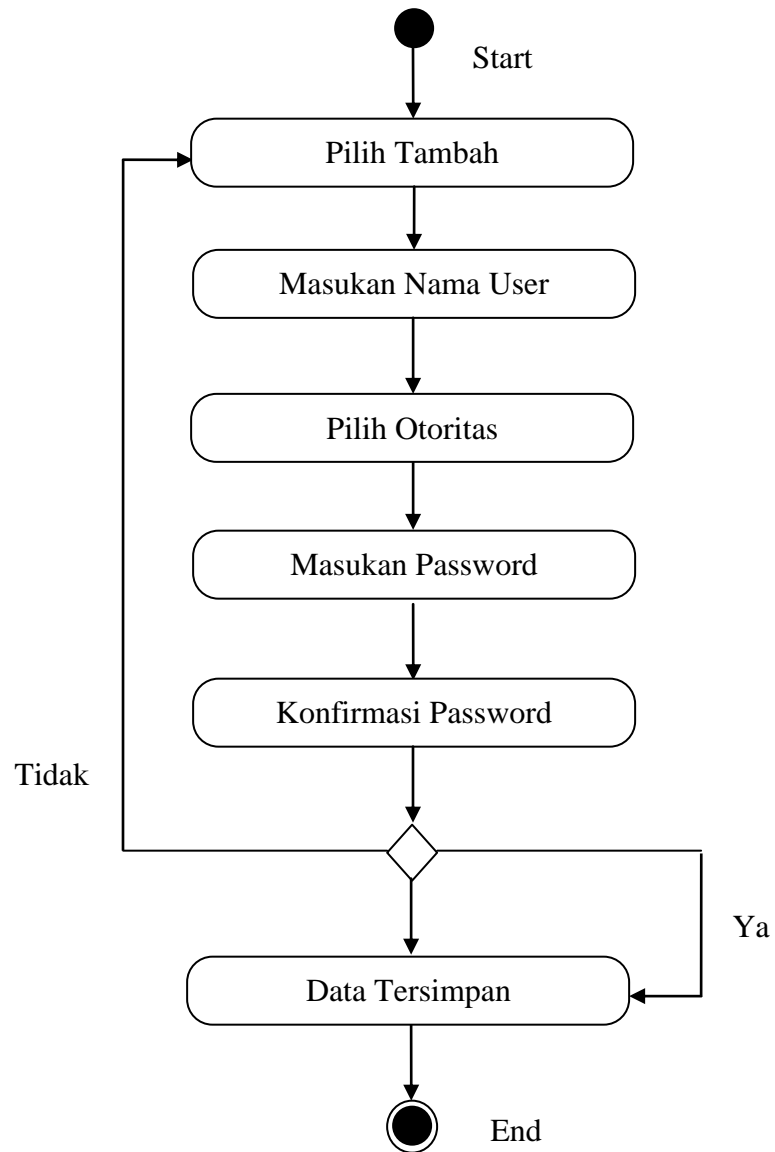 Start
Pilih Tambah
Masukan Nama User
Pilih Otoritas
Masukan Password
Konfirmasi Password
Tidak
Ya
Data Tersimpan
End